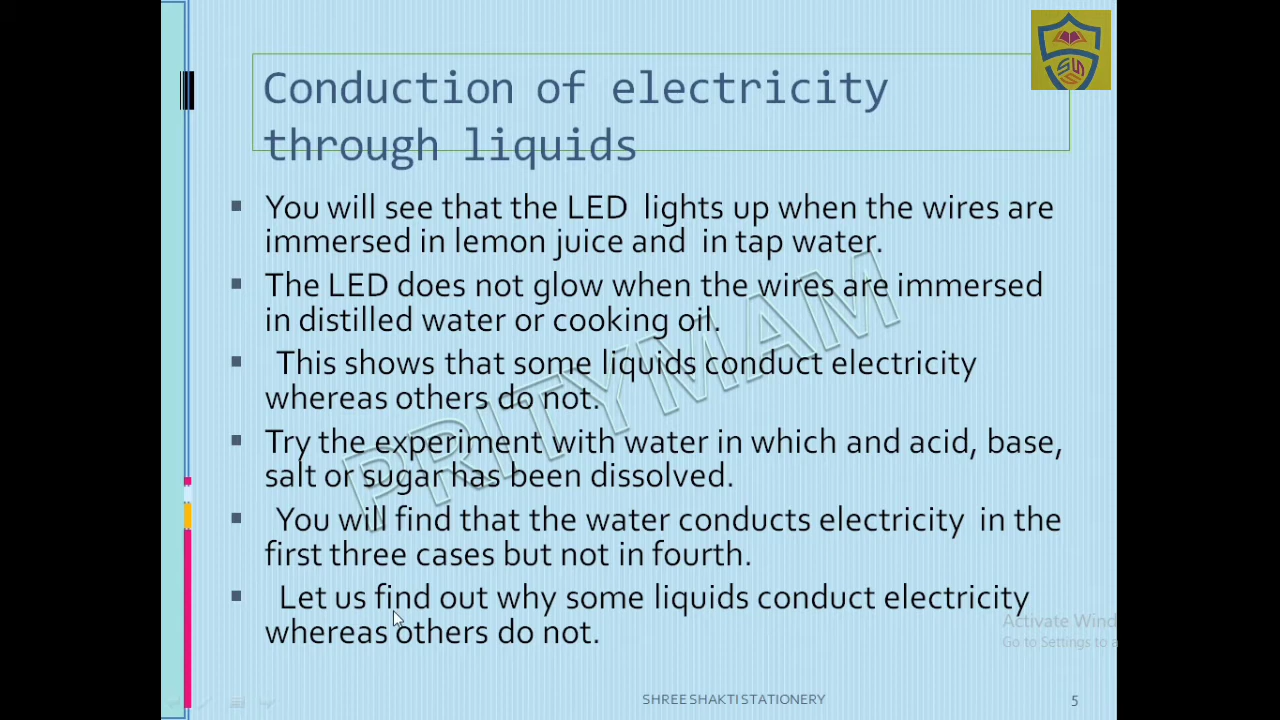 Conduction of electricity
through liquids
You will see that the LED lights up when the wires are
immersed in lemon juice and in tap water.
The LED does not glow when the wires are immersed
in distilled water or cooking oil.
This shows that some liquids conduct electricity
whereas others do not.
Try the experiment with water in which and acid, base,
salt or sugar has been dissolved.
You will find that the water conducts electricity in the
first three cases but not in fourth.
Let us find out why some liquids conduct electricity
whereas others do not.
PRITYMAM
Activate Wind
Go to Settings to a
SHREE SHAKTI STATIONERY
5